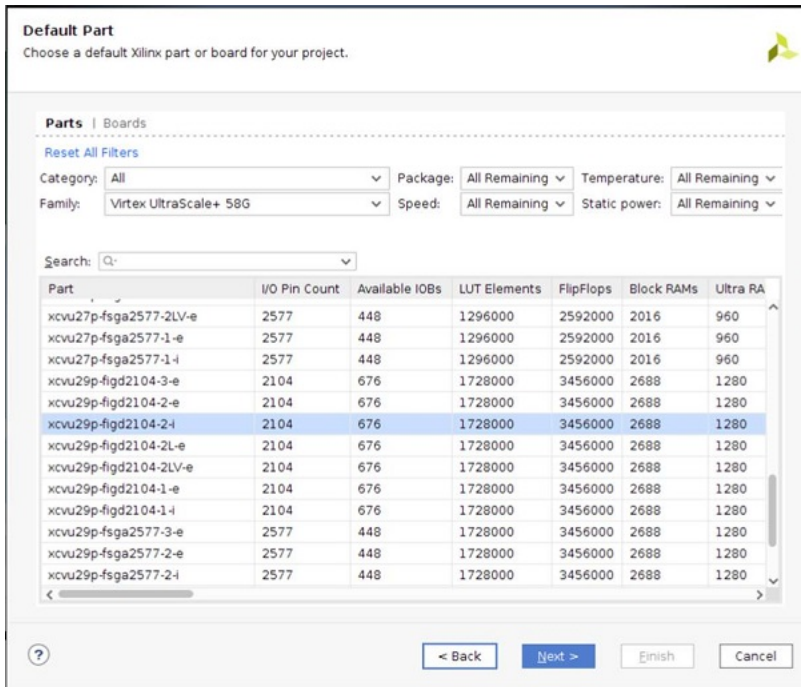 Default Part
Choose a default Xilinx part or board for your project.
Parts | Boards
Reset All Filters
Category: All Package: All Remaining Temperature: All Remaining
Family: Virtex UltraScale+ 58G Speed: All Remaining Static power: All Remaining
Search: Q-
Part I/O Pin Count Available IOBs LUT Elements FlipFlops Block RAMs Ultra RA
xcvu27p-fsga2577-2LV-e 2577 448 1296000 2592000 2016 960
xcvu27p-fsga2577-1-e 2577 448 1296000 2592000 2016 960
xcvu27p-fsga2577-1-i 2577 448 1296000 2592000 2016 960
xcvu29p-figd2104-3-e 2104 676 1728000 3456000 2688 1280
xcvu29p-figd2104-2-e 2104 676 1728000 3456000 2688 1280
xcvu29p-figd2104-2-i 2104 676 1728000 3456000 2688 1280
xcvu29p-figd2104-2L-e 2104 676 1728000 3456000 2688 1280
xcvu29p-figd2104-2LV-e 2104 676 1728000 3456000 2688 1280
xcvu29p-figd2104-1-e 2104 676 1728000 3456000 2688 1280
xcvu29p-figd2104-1-i 2104 676 1728000 3456000 2688 1280
xcvu29p-fsga2577-3-e 2577 448 1728000 3456000 2688 1280
xcvu29p-fsga2577-2-e 2577 448 1728000 3456000 2688 1280
xcvu29p-fsga2577-2-i 2577 448 1728000 3456000 2688 1280
? < Back Next > Finish Cancel